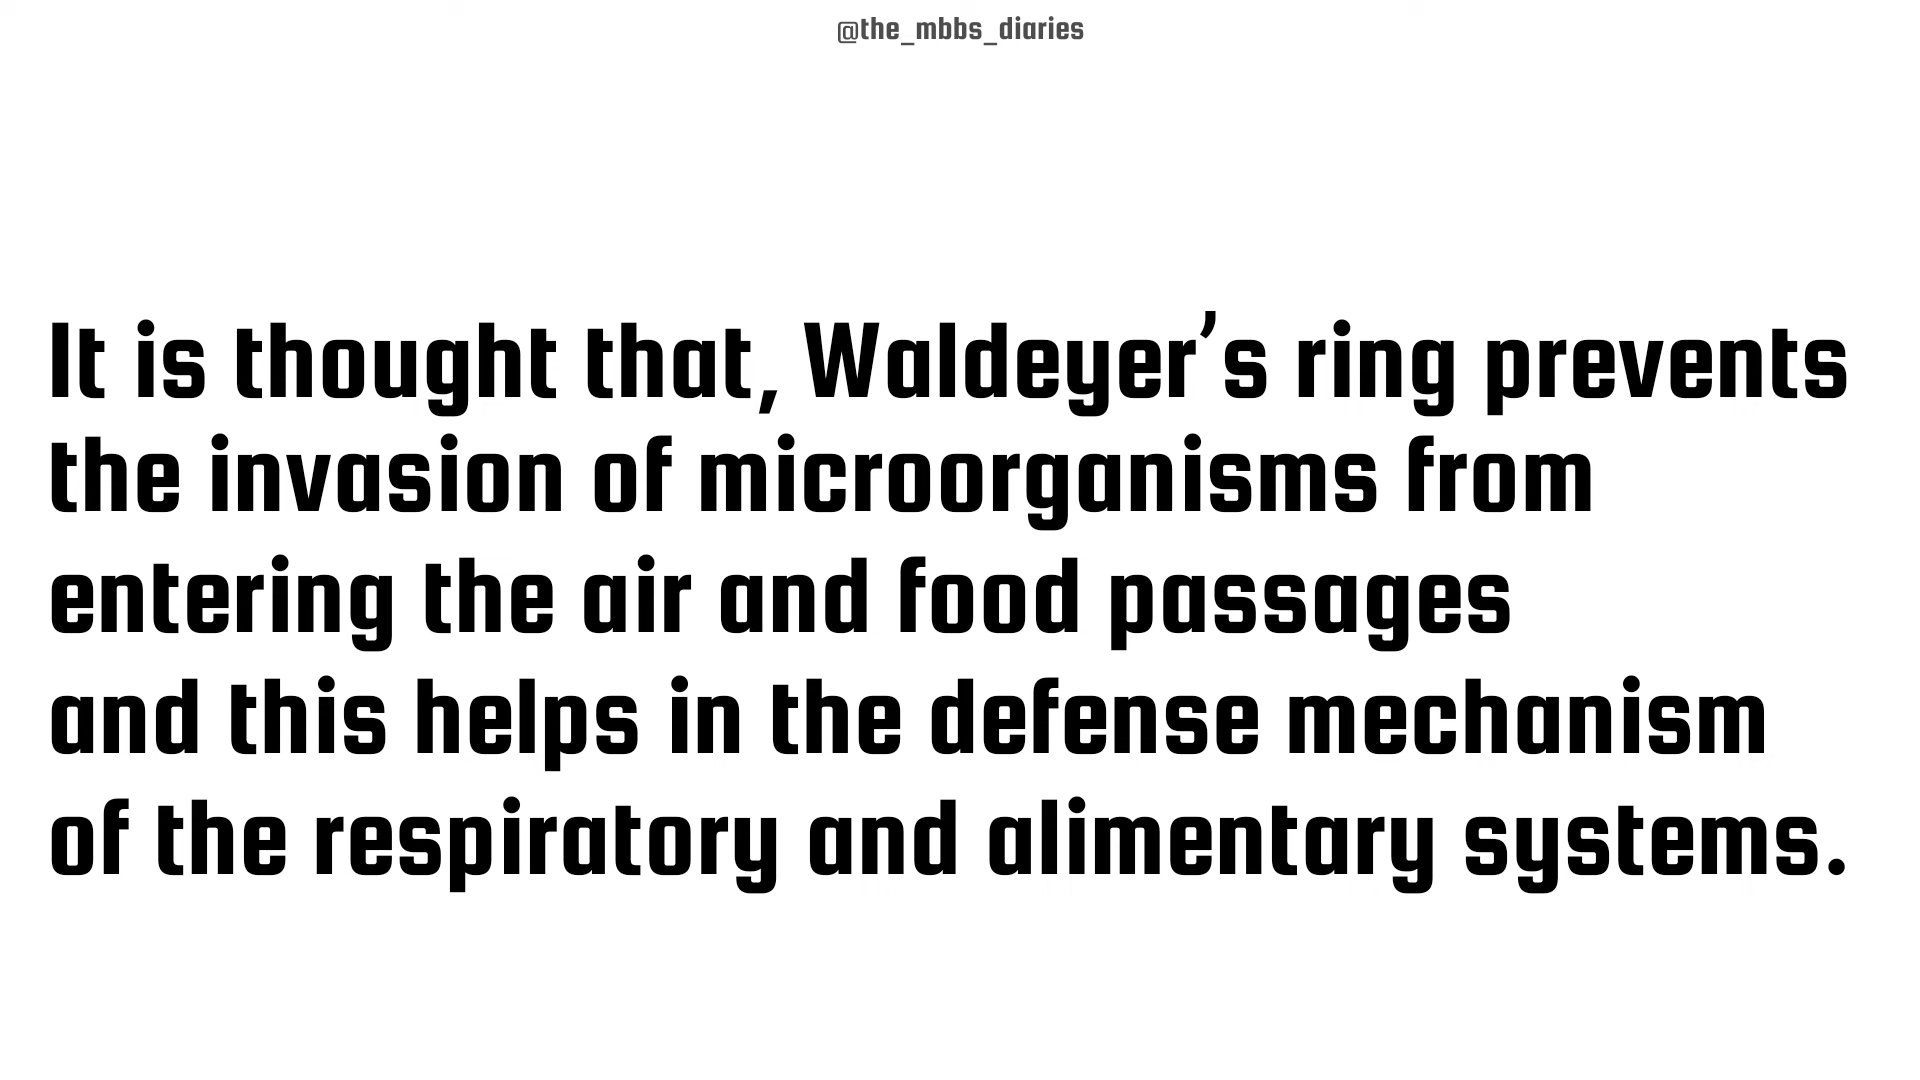 @the_mbbs_diaries
It is thought that, Waldeyer’s ring prevents
the invasion of microorganisms from
entering the air and food passages
and this helps in the defense mechanism
of the respiratory and alimentary systems.